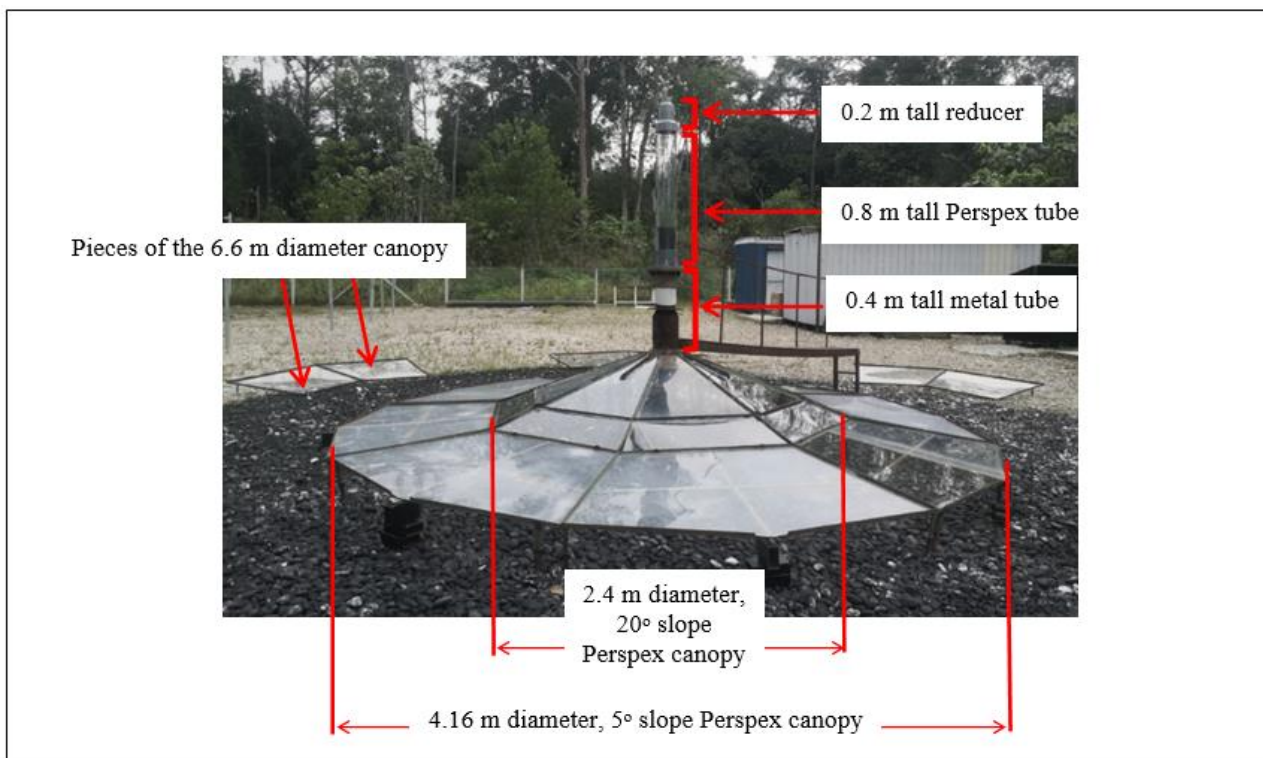 0.2 m tall reducer
0.8 m tall Perspex tube
Pieces of the 6.6 m diameter canopy
0.4 m tall metal tube
2.4 m diameter,
20° slope
Perspex canopy
4.16 m diameter, 5° slope Perspex canopy